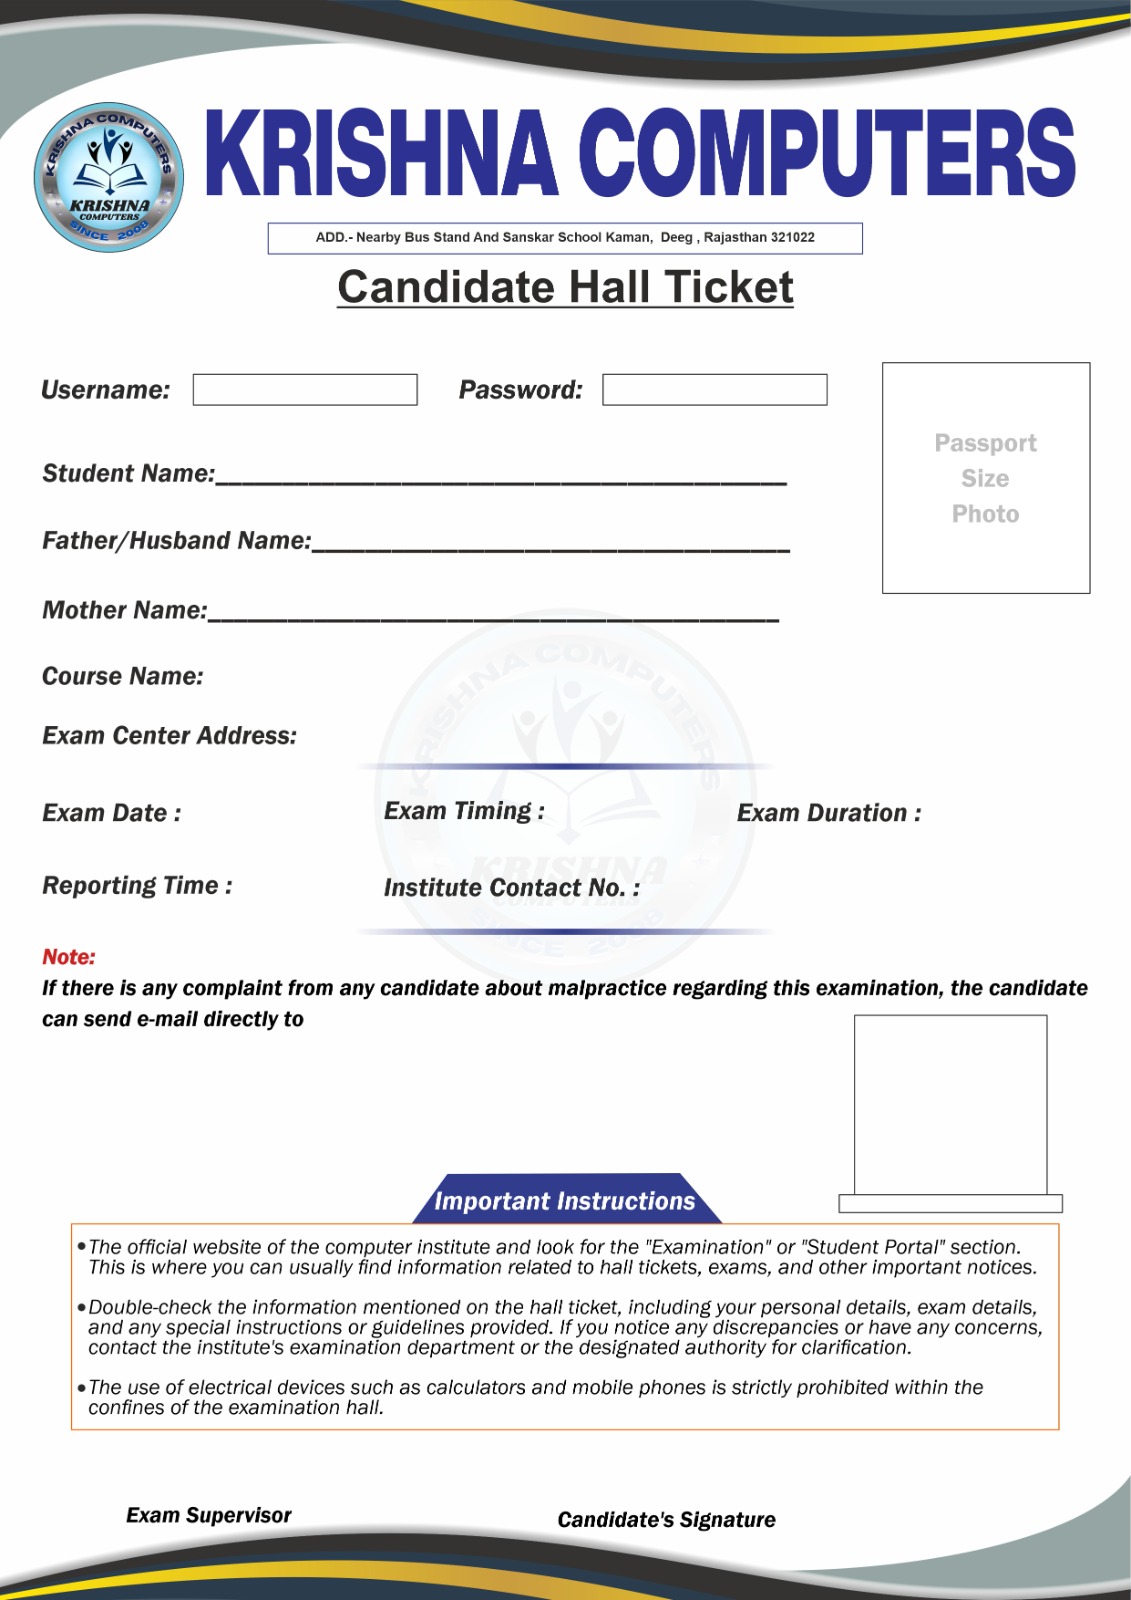 KRISHNA COMPUTERS
KRISHNA
COMPUTERS
SINCE 2008
KRISHNA COMPUTERS
ADD.- Nearby Bus Stand And Sanskar School Kaman, Deeg , Rajasthan 321022
Candidate Hall Ticket
Username: Password:
Passport
Size
Photo
Student Name:
Father/Husband Name:
Mother Name:
Course Name:
Exam Center Address:
Exam Date : Exam Timing : Exam Duration :
Reporting Time : Institute Contact No. :
KRISHNA COMPUTERS
KRISHNA
COMPUTERS
SINCE 2008
Note:
If there is any complaint from any candidate about malpractice regarding this examination, the candidate
can send e-mail directly to
Important Instructions
•The official website of the computer institute and look for the "Examination" or "Student Portal" section.
This is where you can usually find information related to hall tickets, exams, and other important notices.
•Double-check the information mentioned on the hall ticket, including your personal details, exam details,
and any special instructions or guidelines provided. If you notice any discrepancies or have any concerns,
contact the institute's examination department or the designated authority for clarification.
•The use of electrical devices such as calculators and mobile phones is strictly prohibited within the
confines of the examination hall.
Exam Supervisor Candidate's Signature